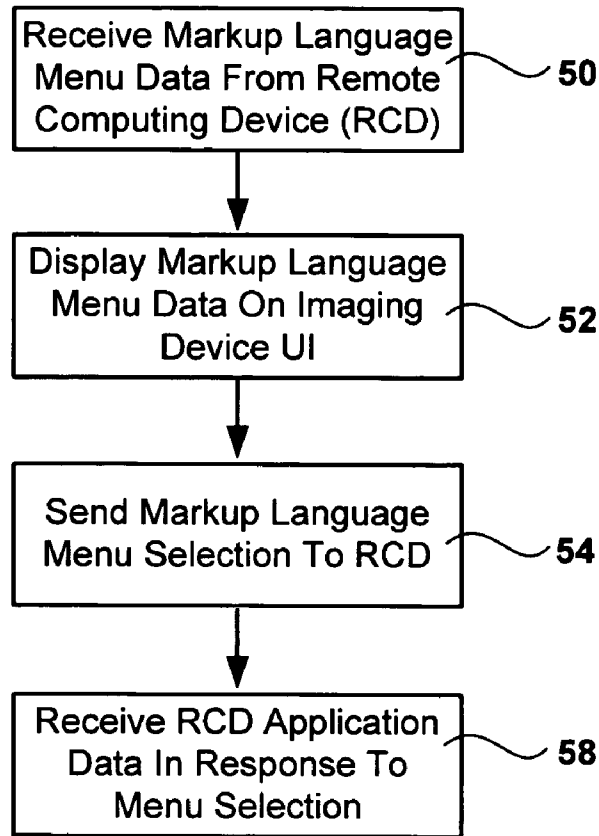 Receive Markup Language
Menu Data From Remote
Computing Device (RCD)
50
Display Markup Language
Menu Data On Imaging
Device UI
52
Send Markup Language
Menu Selection To RCD
54
Receive RCD Application
Data In Response To
Menu Selection
58